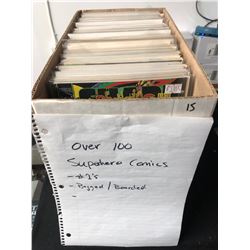 15
Over 100
Superhero Comics
- #1's
- Bagged / Boarded
-